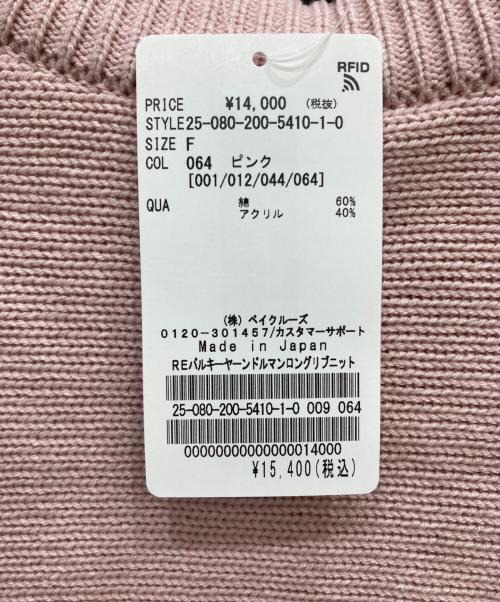 RFID
PRICE ¥14,000 (税抜)
STYLE25-080-200-5410-1-0
SIZE F
COL 064 ピンク
[001/012/044/064]
QUA 綿 60%
アクリル 40%
(株) ベイクルーズ
0120-301457/カスタマーサポート
Made in Japan
REバルキーヤーンドルマンロングリブニット
25-080-200-5410-1-0 009 064
00000000000000014000
¥15,400(税込)